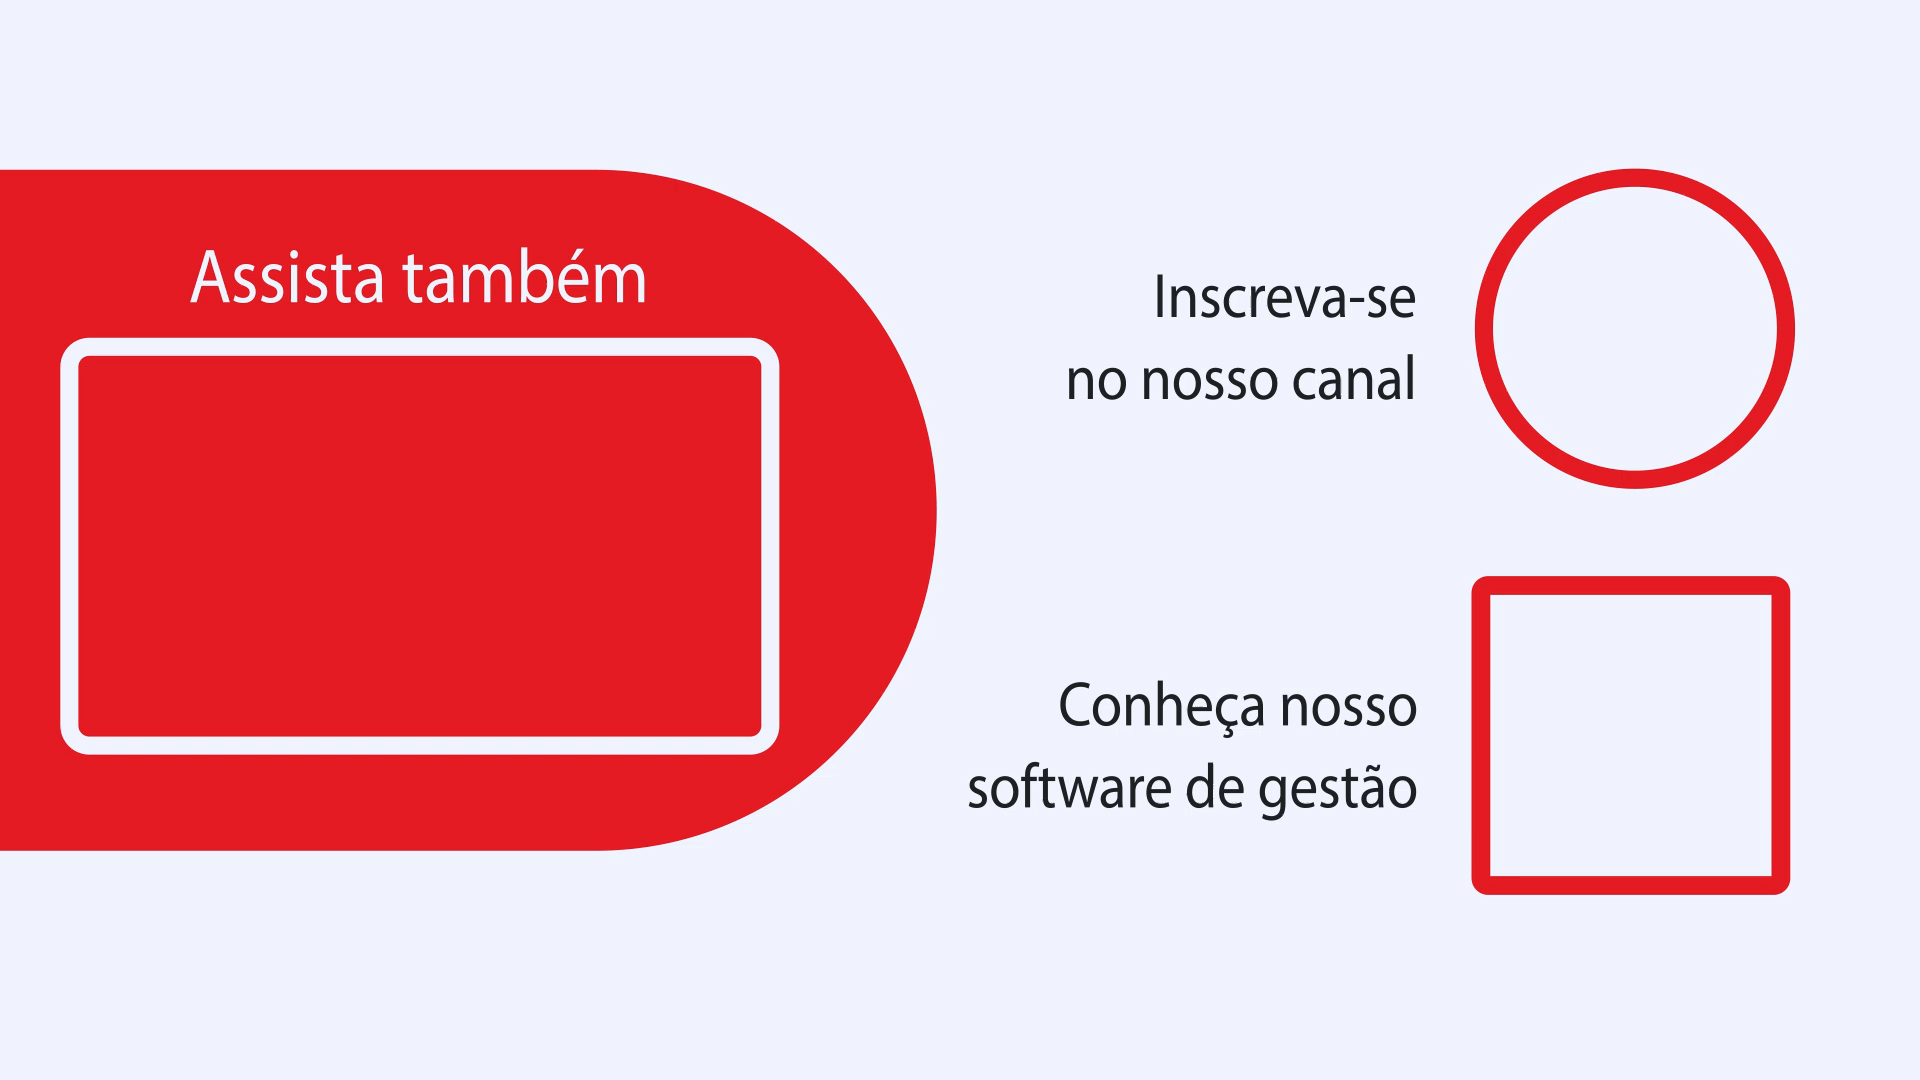 Assista também
Inscreva-se
no nosso canal
Conheça nosso
software de gestão